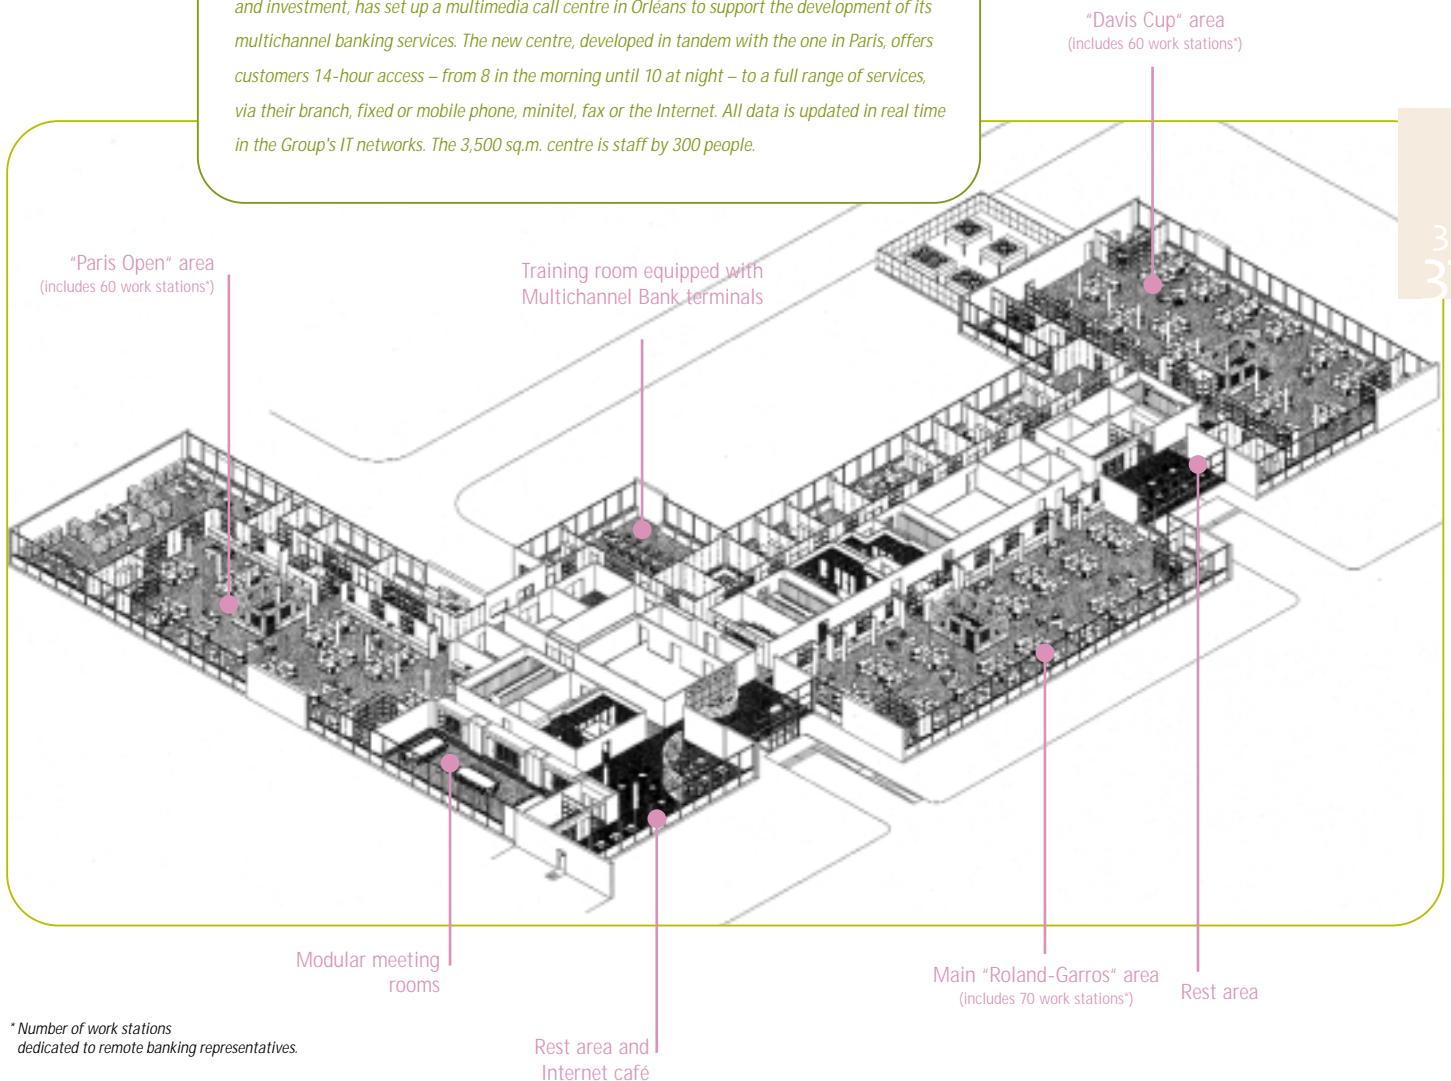 and investment, has set up a multimedia call centre in Orléans to support the development of its
multichannel banking services. The new centre, developed in tandem with the one in Paris, offers
customers 14-hour access – from 8 in the morning until 10 at night – to a full range of services,
via their branch, fixed or mobile phone, minitel, fax or the Internet. All data is updated in real time
in the Group's IT networks. The 3,500 sq.m. centre is staff by 300 people.
"Davis Cup" area
(includes 60 work stations*)
"Paris Open" area
(includes 60 work stations*)
Training room equipped with
Multichannel Bank terminals
Modular meeting
rooms
Main "Roland-Garros" area
(includes 70 work stations*)
Rest area
Rest area and
Internet café
* Number of work stations
dedicated to remote banking representatives.